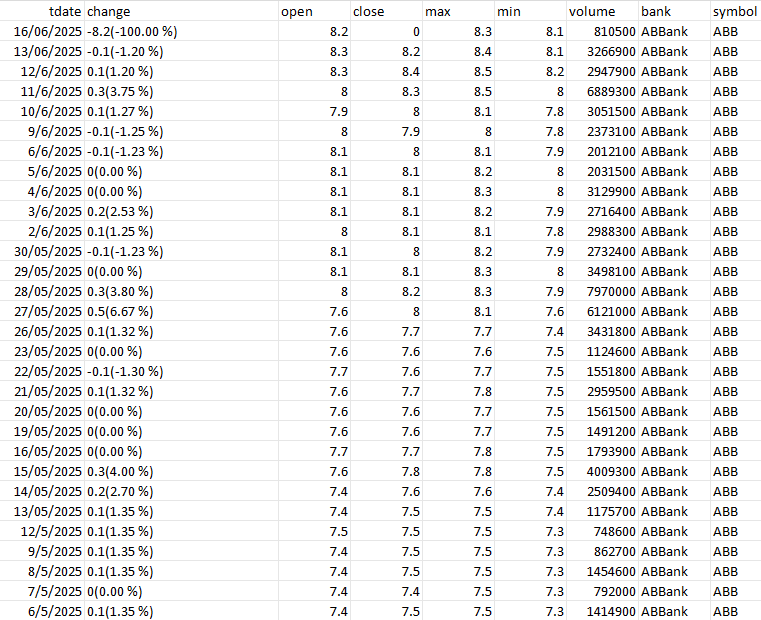 tdate change open close max min volume bank symbol
16/06/2025 -8.2(-100.00 %) 8.2 0 8.3 8.1 810500 ABBank ABB
13/06/2025 -0.1(-1.20 %) 8.3 8.2 8.4 8.1 3266900 ABBank ABB
12/6/2025 0.1(1.20 %) 8.3 8.4 8.5 8.2 2947900 ABBank ABB
11/6/2025 0.3(3.75 %) 8 8.3 8.5 8 6889300 ABBank ABB
10/6/2025 0.1(1.27 %) 7.9 8 8.1 7.8 3051500 ABBank ABB
9/6/2025 -0.1(-1.25 %) 8 7.9 8 7.8 2373100 ABBank ABB
6/6/2025 -0.1(-1.23 %) 8.1 8 8.1 7.9 2012100 ABBank ABB
5/6/2025 0(0.00 %) 8.1 8.1 8.2 8 2031500 ABBank ABB
4/6/2025 0(0.00 %) 8.1 8.1 8.3 8 3129900 ABBank ABB
3/6/2025 0.2(2.53 %) 8.1 8.1 8.2 7.9 2716400 ABBank ABB
2/6/2025 0.1(1.25 %) 8 8.1 8.1 7.8 2988300 ABBank ABB
30/05/2025 -0.1(-1.23 %) 8.1 8 8.2 7.9 2732400 ABBank ABB
29/05/2025 0(0.00 %) 8.1 8.1 8.3 8 3498100 ABBank ABB
28/05/2025 0.3(3.80 %) 8 8.2 8.3 7.9 7970000 ABBank ABB
27/05/2025 0.5(6.67 %) 7.6 8 8.1 7.6 6121000 ABBank ABB
26/05/2025 0.1(1.32 %) 7.6 7.7 7.7 7.4 3431800 ABBank ABB
23/05/2025 0(0.00 %) 7.6 7.6 7.6 7.5 1124600 ABBank ABB
22/05/2025 -0.1(-1.30 %) 7.7 7.6 7.7 7.5 1551800 ABBank ABB
21/05/2025 0.1(1.32 %) 7.6 7.7 7.8 7.5 2959500 ABBank ABB
20/05/2025 0(0.00 %) 7.6 7.6 7.7 7.5 1561500 ABBank ABB
19/05/2025 0(0.00 %) 7.6 7.6 7.7 7.5 1491200 ABBank ABB
16/05/2025 0(0.00 %) 7.7 7.7 7.8 7.5 1793900 ABBank ABB
15/05/2025 0.3(4.00 %) 7.6 7.8 7.8 7.5 4009300 ABBank ABB
14/05/2025 0.2(2.70 %) 7.4 7.6 7.6 7.4 2509400 ABBank ABB
13/05/2025 0.1(1.35 %) 7.4 7.5 7.5 7.4 1175700 ABBank ABB
12/5/2025 0.1(1.35 %) 7.5 7.5 7.5 7.3 748600 ABBank ABB
9/5/2025 0.1(1.35 %) 7.4 7.5 7.5 7.3 862700 ABBank ABB
8/5/2025 0.1(1.35 %) 7.4 7.5 7.5 7.3 1454600 ABBank ABB
7/5/2025 0(0.00 %) 7.4 7.4 7.5 7.3 792000 ABBank ABB
6/5/2025 0.1(1.35 %) 7.4 7.5 7.5 7.3 1414900 ABBank ABB